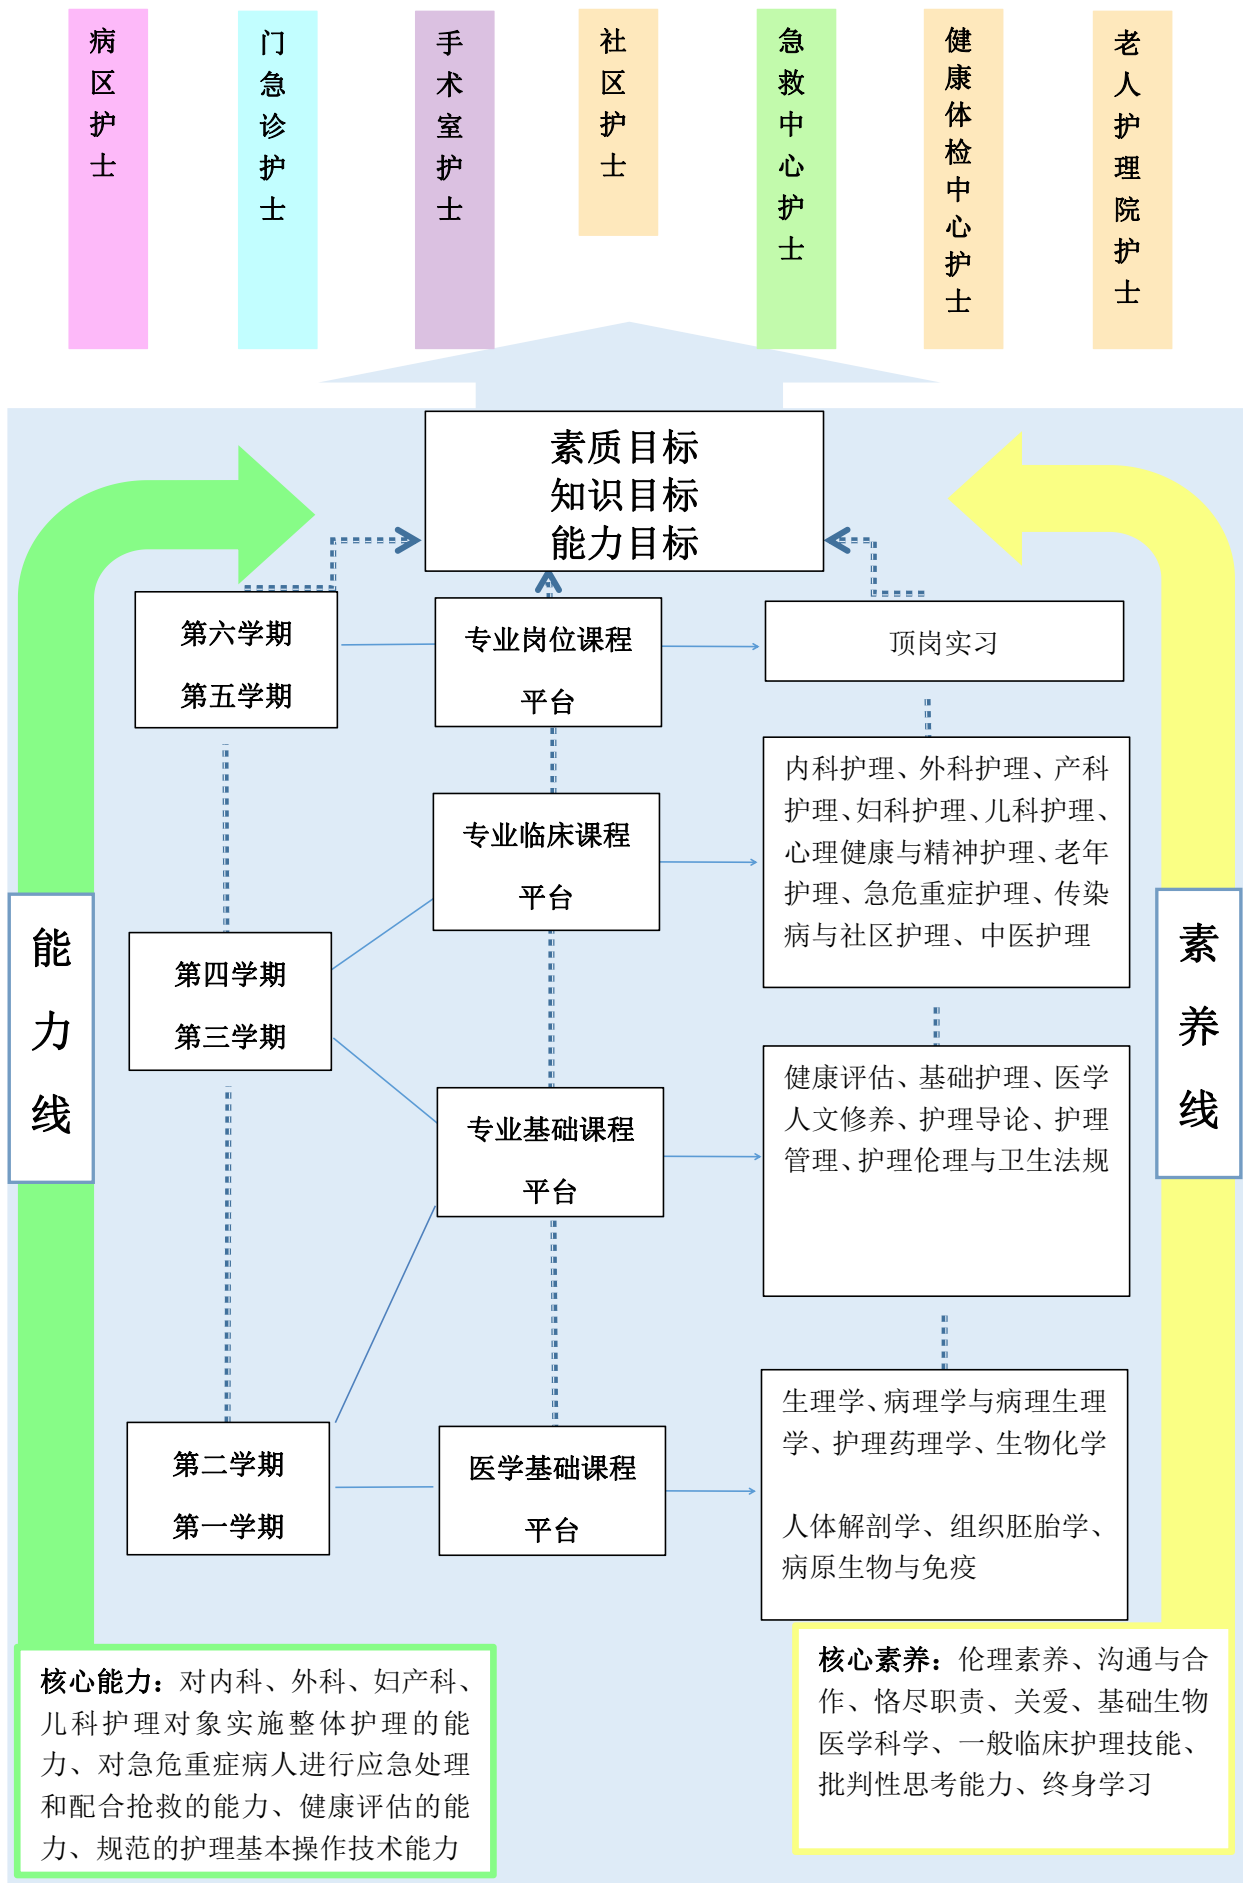 病区护士
门急诊护士
手术室护士
社区护士
急救中心护士
健康体检中心护士
老人护理院护士
素质目标
知识目标
能力目标
第六学期
第五学期
专业岗位课程
平台
顶岗实习
专业临床课程
平台
内科护理、外科护理、产科
护理、妇科护理、儿科护理、
心理健康与精神护理、老年
护理、急危重症护理、传染
病与社区护理、中医护理
能力线
素养线
第四学期
第三学期
专业基础课程
平台
健康评估、基础护理、医学
人文修养、护理导论、护理
管理、护理伦理与卫生法规
第二学期
第一学期
医学基础课程
平台
生理学、病理学与病理生理
学、护理药理学、生物化学
人体解剖学、组织胚胎学、
病原生物与免疫
核心能力：对内科、外科、妇产科、
儿科护理对象实施整体护理的能
力、对急危重症病人进行应急处理
和配合抢救的能力、健康评估的能
力、规范的护理基本操作技术能力
核心素养：伦理素养、沟通与合
作、恪尽职责、关爱、基础生物
医学科学、一般临床护理技能、
批判性思考能力、终身学习